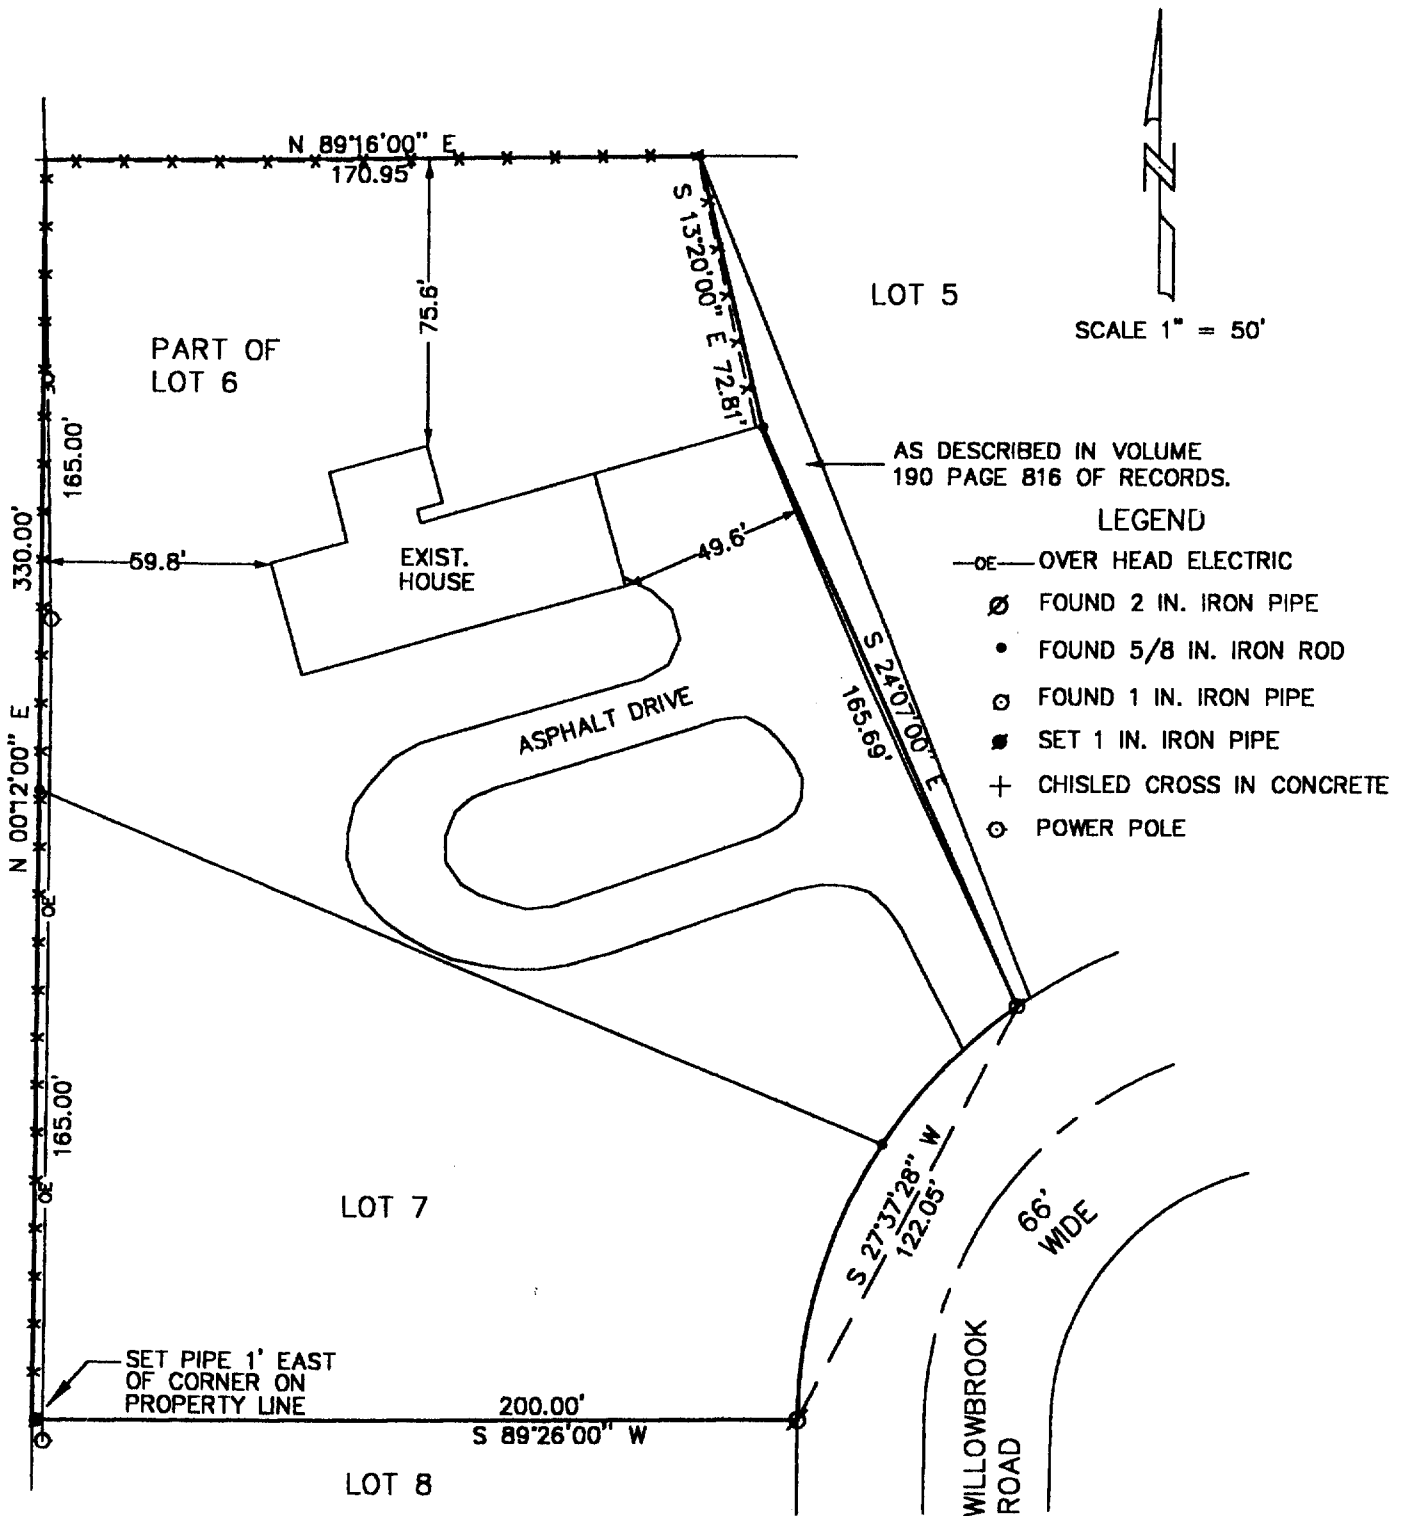 N 89°16'00" E
170.95'
N
SCALE 1" = 50'
S 13°20'00" E 72.81'
75.6'
LOT 5
PART OF
LOT 6
165.00'
330.00'
N 00°12'00" E
AS DESCRIBED IN VOLUME
190 PAGE 816 OF RECORDS.
LEGEND
OE OVER HEAD ELECTRIC
FOUND 2 IN. IRON PIPE
FOUND 5/8 IN. IRON ROD
FOUND 1 IN. IRON PIPE
SET 1 IN. IRON PIPE
CHISLED CROSS IN CONCRETE
POWER POLE
59.8'
EXIST.
HOUSE
49.6'
S 24°07'00" E
165.69'
ASPHALT DRIVE
OE
165.00'
OE
LOT 7
S 27°37'28" W
122.05'
66'
WIDE
WILLOWBROOK
ROAD
SET PIPE 1' EAST
OF CORNER ON
PROPERTY LINE
200.00'
S 89°26'00" W
LOT 8